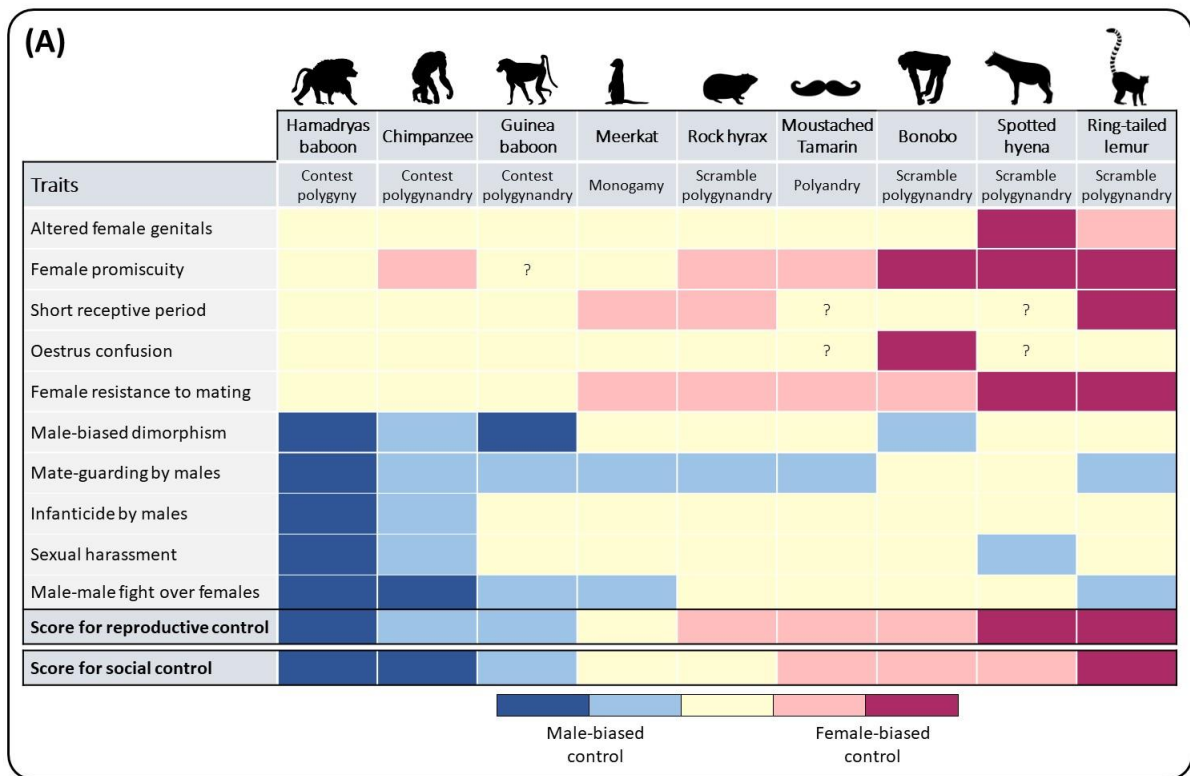 (A)
Hamadryas baboon Chimpanzee Guinea baboon Meerkat Rock hyrax Moustached Tamarin Bonobo Spotted hyena Ring-tailed lemur
Traits Contest polygyny Contest polygynandry Contest polygynandry Monogamy Scramble polygynandry Polyandry Scramble polygynandry Scramble polygynandry Scramble polygynandry
Altered female genitals
Female promiscuity ?
Short receptive period ? ?
Oestrus confusion ? ?
Female resistance to mating
Male-biased dimorphism
Mate-guarding by males
Infanticide by males
Sexual harassment
Male-male fight over females
Score for reproductive control
Score for social control
Male-biased control Female-biased control